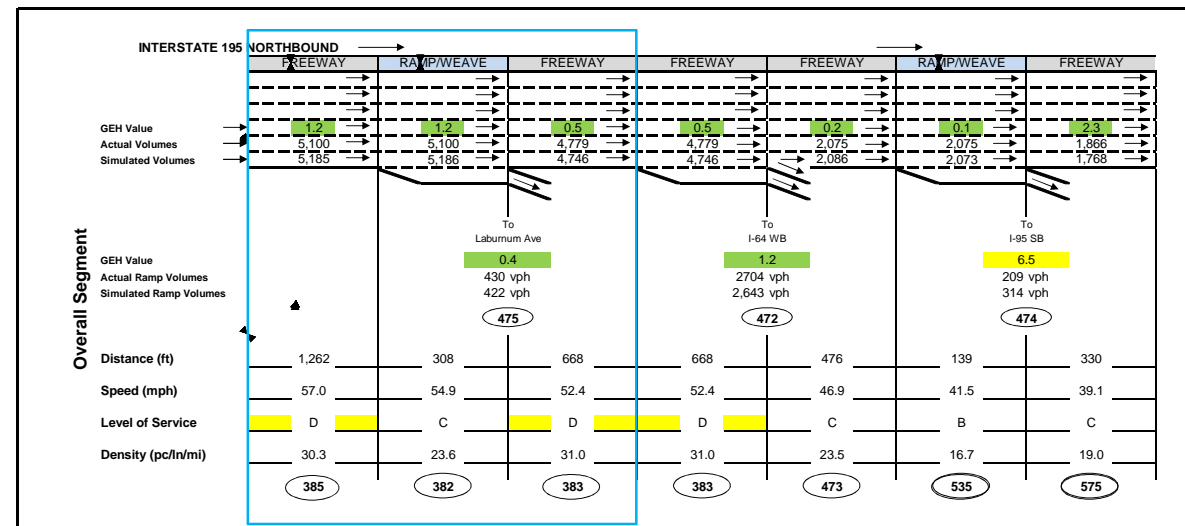 INTERSTATE 195 NORTHBOUND
FREEWAY RAMP/WEAVE FREEWAY FREEWAY FREEWAY RAMP/WEAVE FREEWAY
GEH Value 1.2 1.2 0.5 0.5 0.2 0.1 2.3
Actual Volumes 5,100 5,100 4,779 4,779 2,075 2,075 1,866
Simulated Volumes 5,185 5,186 4,746 4,746 2,086 2,073 1,768
To To To
Laburnum Ave I-64 WB I-95 SB
Overall Segment
GEH Value 0.4 1.2 6.5
Actual Ramp Volumes 430 vph 2704 vph 209 vph
Simulated Ramp Volumes 422 vph 2,643 vph 314 vph
475 472 474
Distance (ft) 1,262 308 668 668 476 139 330
Speed (mph) 57.0 54.9 52.4 52.4 46.9 41.5 39.1
Level of Service D C D D C B C
Density (pc/ln/mi) 30.3 23.6 31.0 31.0 23.5 16.7 19.0
385 382 383 383 473 535 575